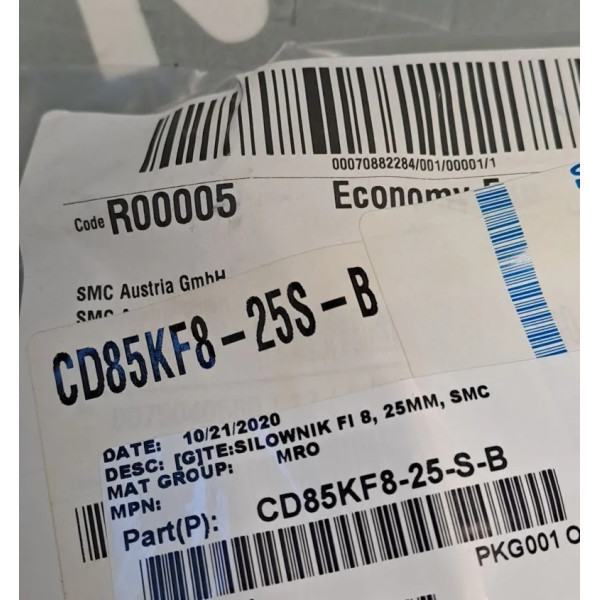 00070882284/001/00001/1
Code R00005
Economy
SMC Austria GmbH
SMC
CD85KF8-25S-B
DATE: 10/21/2020
DESC: [G]TE:SILOWNIK FI 8, 25MM, SMC
MAT GROUP: MRO
MPN:
Part(P): CD85KF8-25-S-B
PKG001